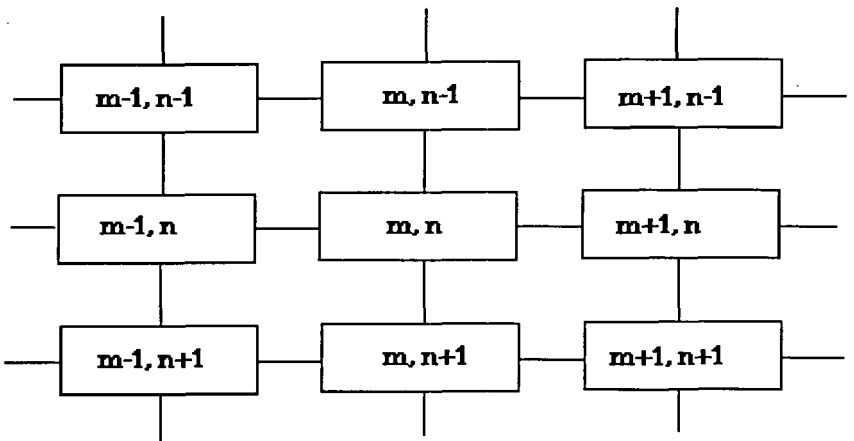 m-1, n-1 m, n-1 m+1, n-1
m-1, n m, n m+1, n
m-1, n+1 m, n+1 m+1, n+1